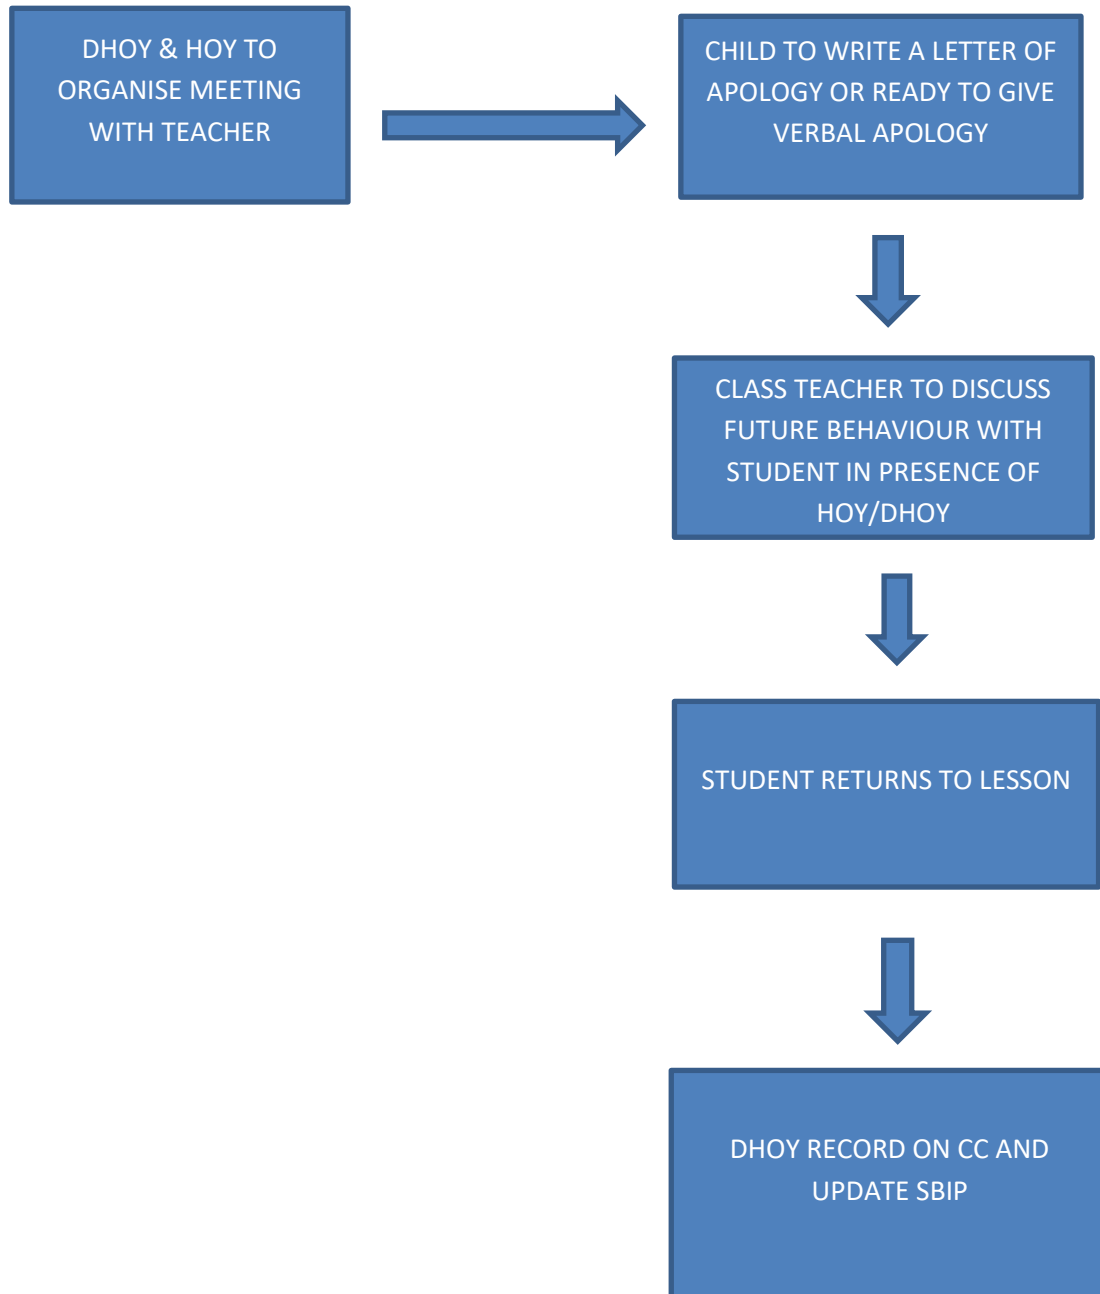 DHOY & HOY TO
ORGANISE MEETING
WITH TEACHER
CHILD TO WRITE A LETTER OF
APOLOGY OR READY TO GIVE
VERBAL APOLOGY
CLASS TEACHER TO DISCUSS
FUTURE BEHAVIOUR WITH
STUDENT IN PRESENCE OF
HOY/DHOY
STUDENT RETURNS TO LESSON
DHOY RECORD ON CC AND
UPDATE SBIP